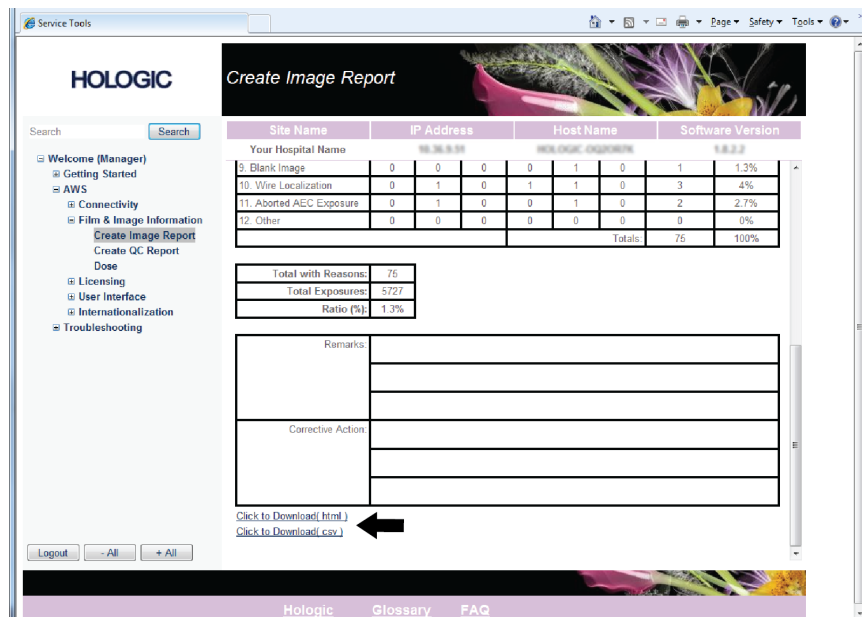 Service Tools
Page Safety Tools
HOLOGIC
Create Image Report
Search Search
Welcome (Manager)
Getting Started
AWS
Connectivity
Film & Image Information
Create Image Report
Create QC Report
Dose
Licensing
User Interface
Internationalization
Troubleshooting
Logout - All + All
Site Name IP Address Host Name Software Version
Your Hospital Name
9. Blank Image 0 0 0 0 1 0 1 1.3%
10. Wire Localization 0 1 0 1 1 0 3 4%
11. Aborted AEC Exposure 0 1 0 0 1 0 2 2.7%
12. Other 0 0 0 0 0 0 0 0%
Totals: 75 100%
Total with Reasons: 75
Total Exposures: 5727
Ratio (%): 1.3%
Remarks:
Corrective Action:
Click to Download( html )
Click to Download( csv )
Hologic Glossary FAQ